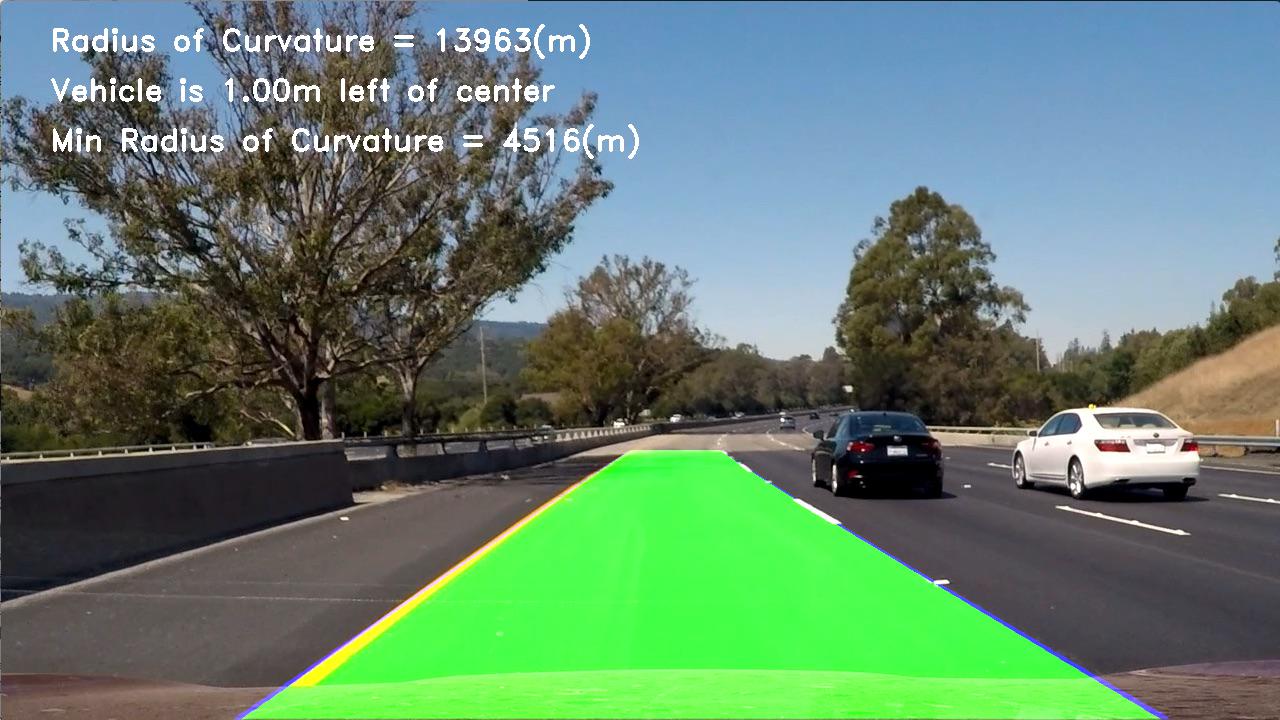 Radius of Curvature = 13963(m)
Vehicle is 1.00m left of center
Min Radius of Curvature = 4516(m)